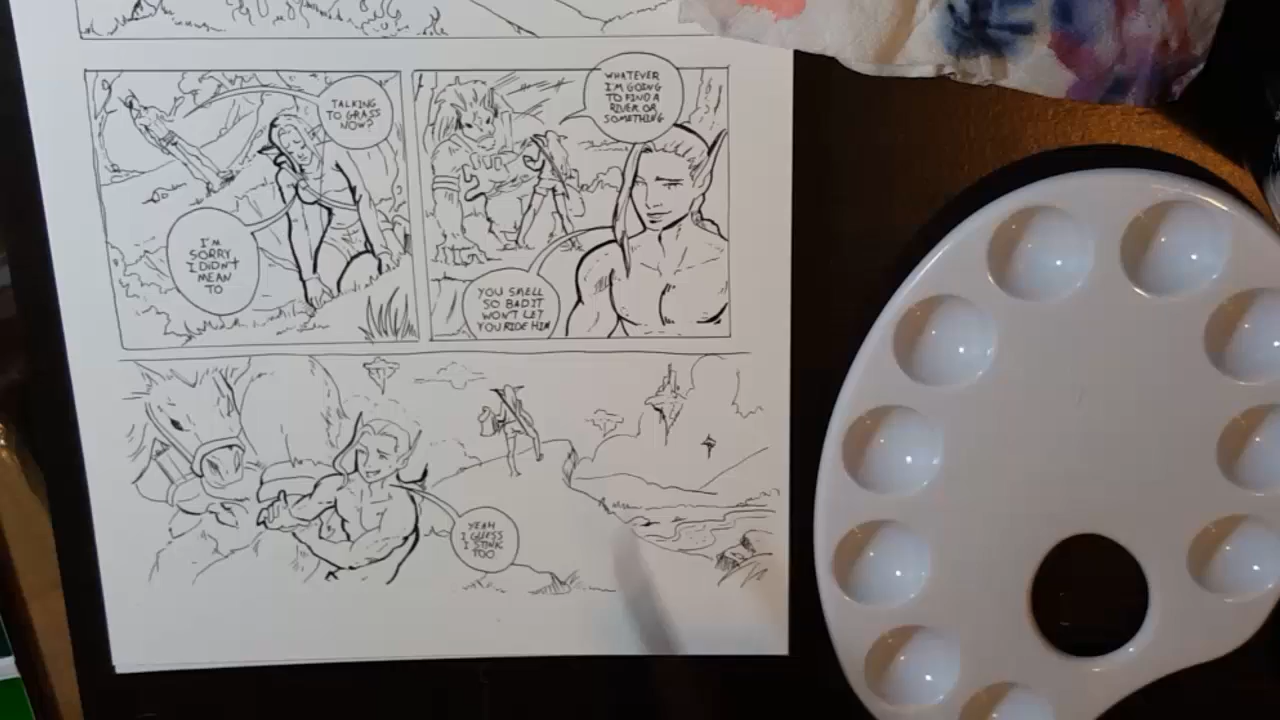 TALKING
TO GRASS
NOW?
I'M
SORRY
I DIDN'T
MEAN
TO
WHATEVER
I'M GOING
TO FIND A
RIVER OR
SOMETHING
YOU SMELL
SO BAD IT
WON'T LET
YOU RIDE HIM
YEAH
I GUESS
I STINK
TOO